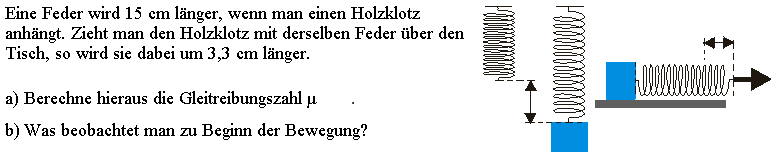 Eine Feder wird 15 cm länger, wenn man einen Holzklotz
anhängt. Zieht man den Holzklotz mit derselben Feder über den
Tisch, so wird sie dabei um 3,3 cm länger.
a) Berechne hieraus die Gleitreibungszahl μ .
b) Was beobachtet man zu Beginn der Bewegung?